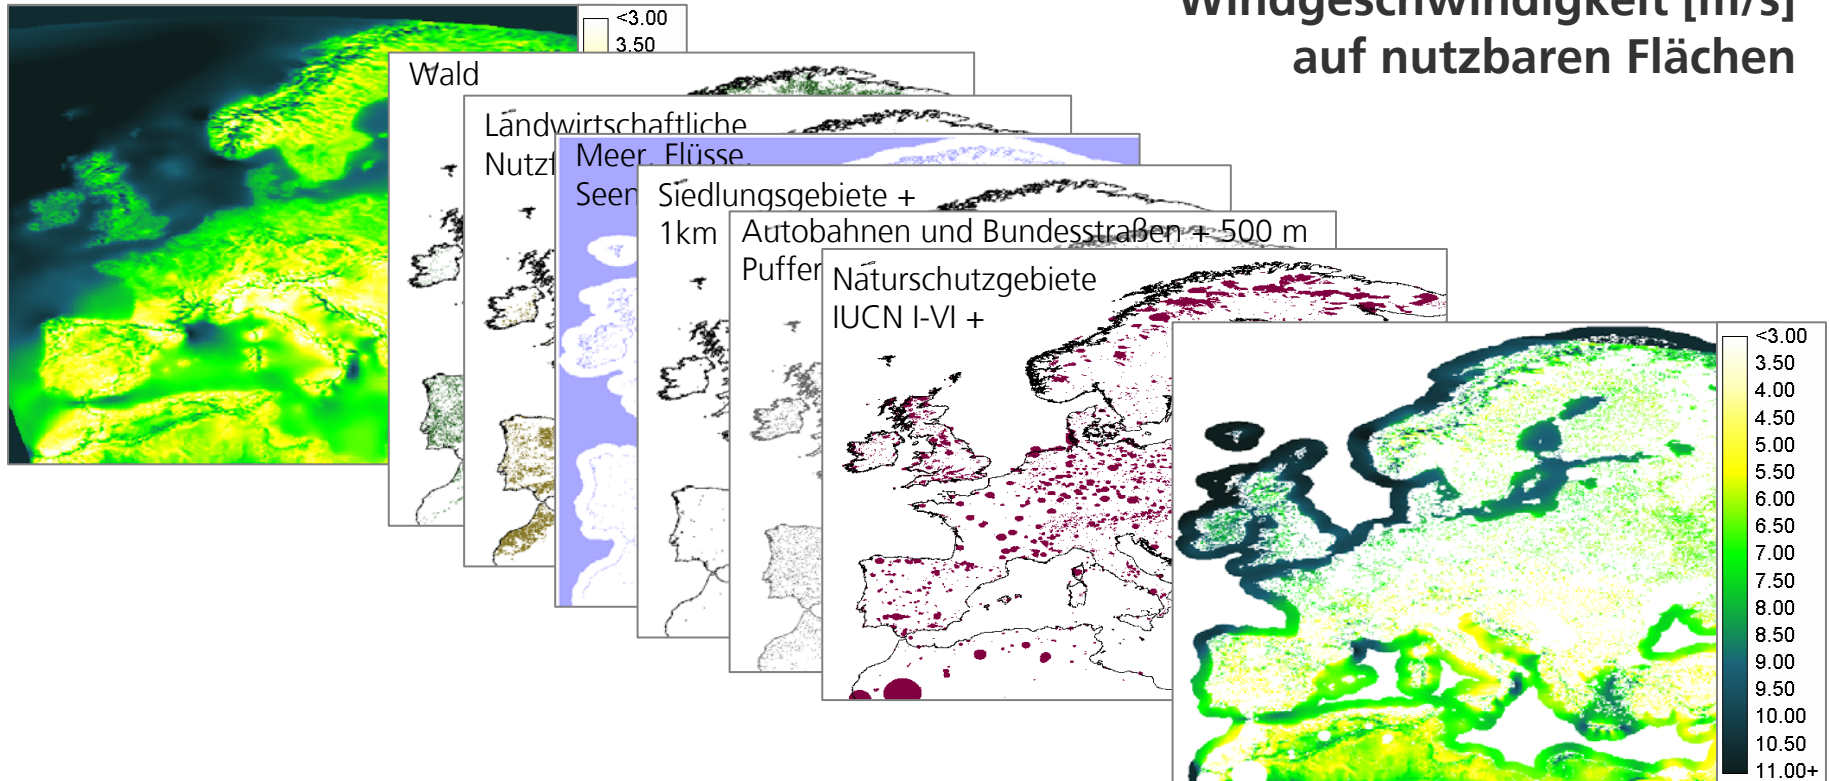 Windgeschwindigkeit [m/s]
auf nutzbaren Flächen
<3.00
3.50
Wald
Landwirtschaftliche
Meer, Flüsse,
Seen
Siedlungsgebiete +
1km
Autobahnen und Bundesstraßen + 500 m
Puffer
Naturschutzgebiete
IUCN I-VI +
<3.00
3.50
4.00
4.50
5.00
5.50
6.00
6.50
7.00
7.50
8.00
8.50
9.00
9.50
10.00
10.50
11.00+